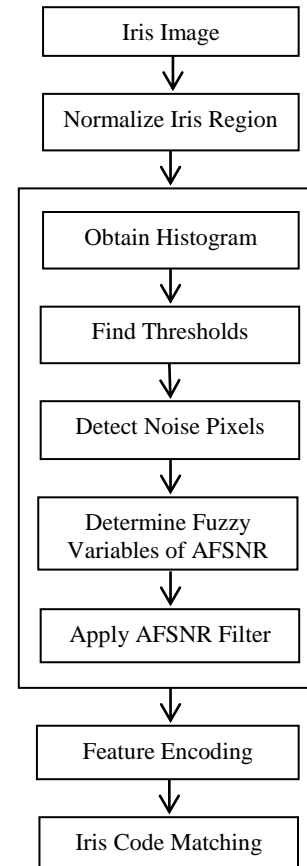 Iris Image
Normalize Iris Region
Obtain Histogram
Find Thresholds
Detect Noise Pixels
Determine Fuzzy
Variables of AFSNR
Apply AFSNR Filter
Feature Encoding
Iris Code Matching